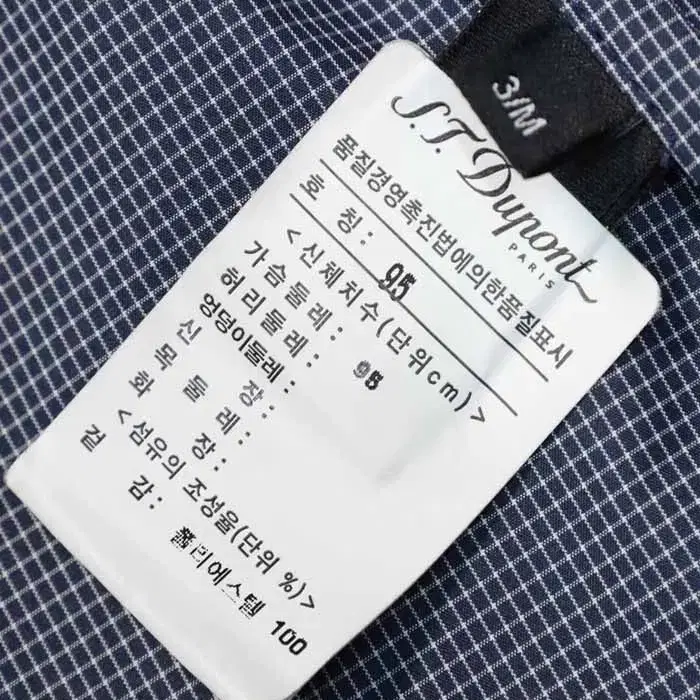 3/M
S.T. Dupont
PARIS
품질경영촉진법에의한품질표시
호 칭 : 95
<신체치수(단위cm)>
가슴둘레 : 95
허리둘레 :
엉덩이둘레 :
신 장 :
목 둘 레 :
화 장 :
<섬유의 조성율(단위 %)>
겉 감 : 폴리에스텔 100